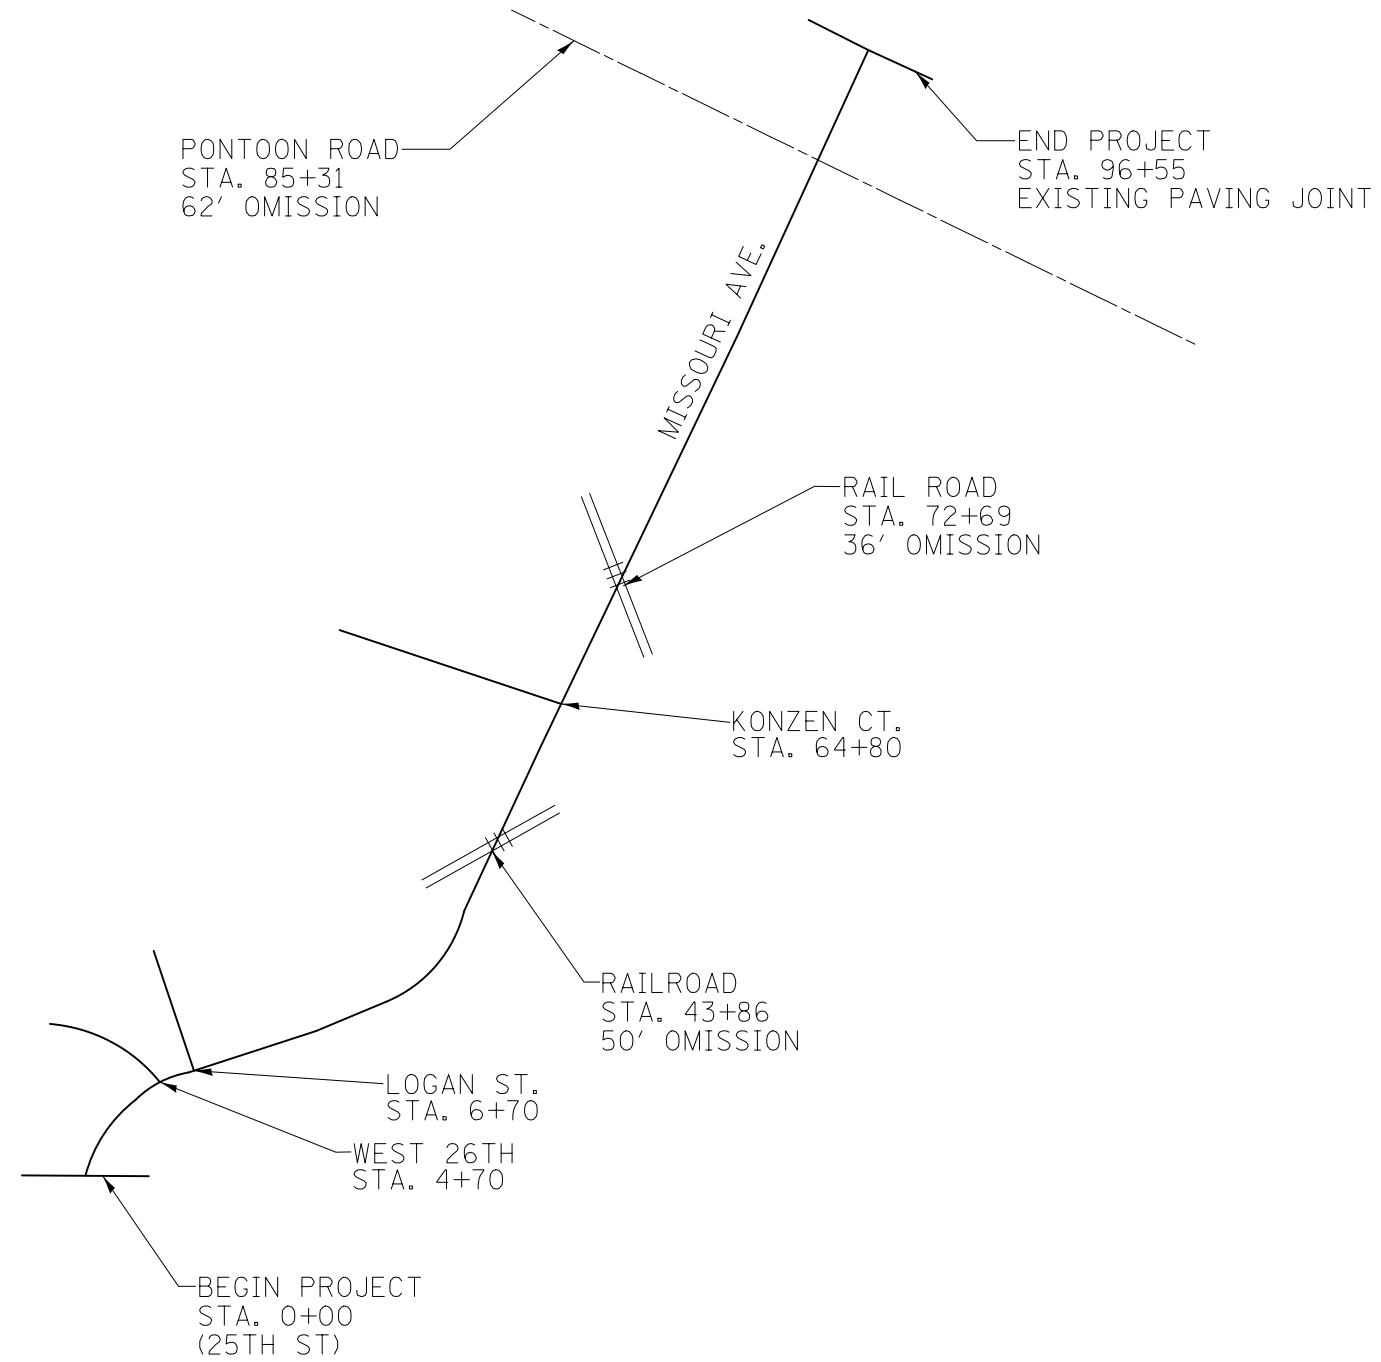 PONTOON ROAD
STA. 85+31
62' OMISSION
END PROJECT
STA. 96+55
EXISTING PAVING JOINT
MISSOURI AVE.
RAIL ROAD
STA. 72+69
36' OMISSION
KONZEN CT.
STA. 64+80
RAILROAD
STA. 43+86
50' OMISSION
LOGAN ST.
STA. 6+70
WEST 26TH
STA. 4+70
BEGIN PROJECT
STA. 0+00
(25TH ST)